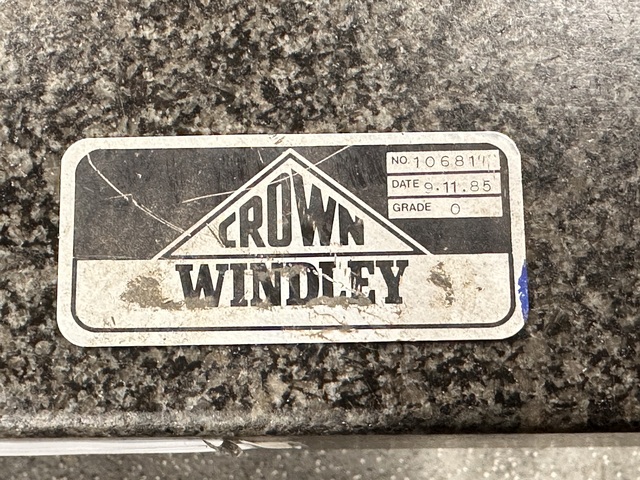 NO. 10681
DATE 9.11.85
GRADE 0
CROWN
WINDLEY